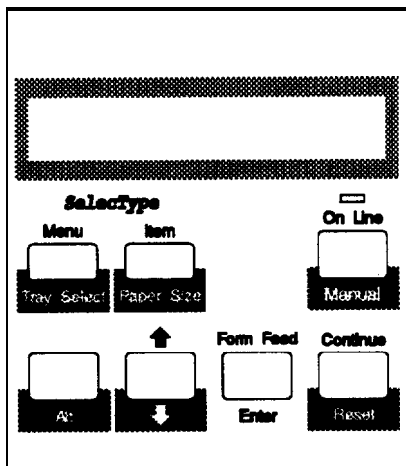 SelecType
On Line
Menu Item
Tray Select Paper Size Manual
Form Feed Continue
Alt Enter Reset